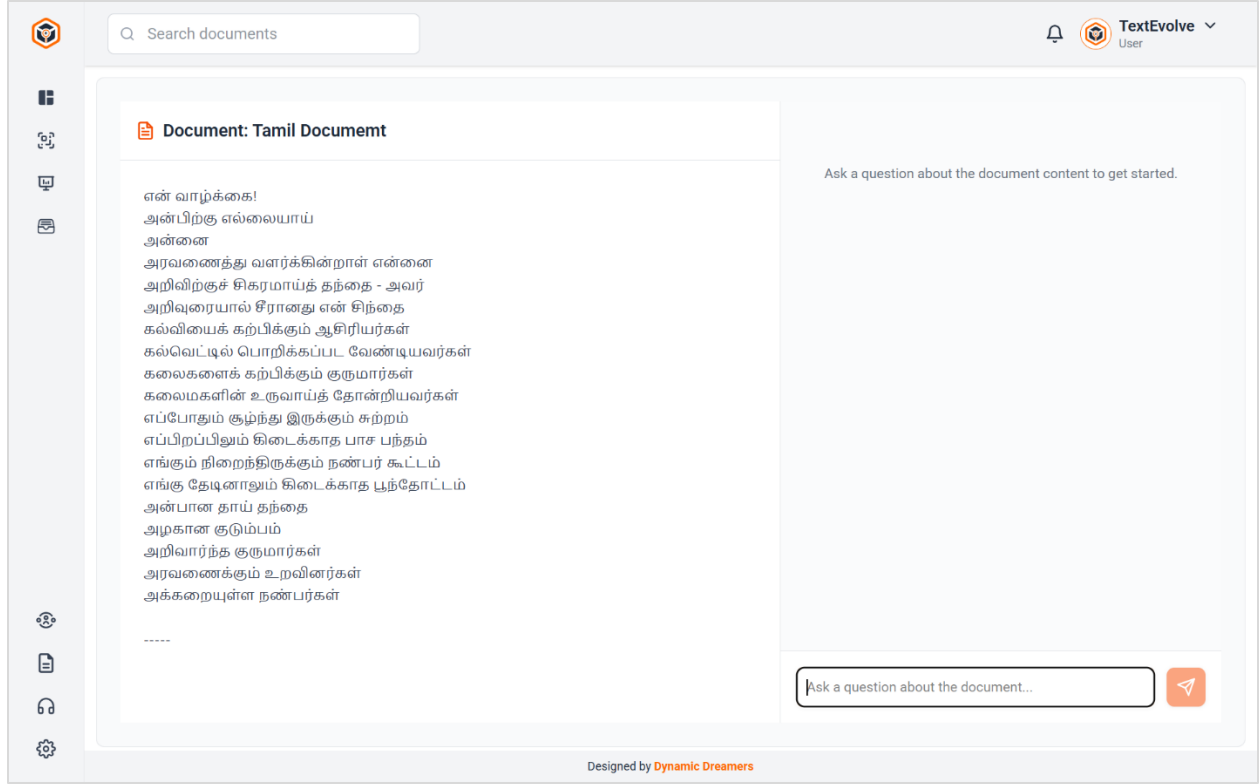 Search documents
TextEvolve
User
Document: Tamil Documemt
என் வாழ்க்கை!
அன்பிற்கு எல்லையாய்
அன்னை
அரவணைத்து வளர்க்கின்றாள் என்னை
அறிவிற்குச் சிகரமாய்த் தந்தை - அவர்
அறிவுரையால் சீரானது என் சிந்தை
கல்வியைக் கற்பிக்கும் ஆசிரியர்கள்
கல்வெட்டில் பொறிக்கப்பட வேண்டியவர்கள்
கலைகளைக் கற்பிக்கும் குருமார்கள்
கலைமகளின் உருவாய்த் தோன்றியவர்கள்
எப்போதும் சூழ்ந்து இருக்கும் சுற்றம்
எப்பிறப்பிலும் கிடைக்காத பாச பந்தம்
எங்கும் நிறைந்திருக்கும் நண்பர் கூட்டம்
எங்கு தேடினாலும் கிடைக்காத பூந்தோட்டம்
அன்பான தாய் தந்தை
அழகான குடும்பம்
அறிவார்ந்த குருமார்கள்
அரவணைக்கும் உறவினர்கள்
அக்கறையுள்ள நண்பர்கள்
-----
Ask a question about the document content to get started.
Ask a question about the document...
Designed by Dynamic Dreamers